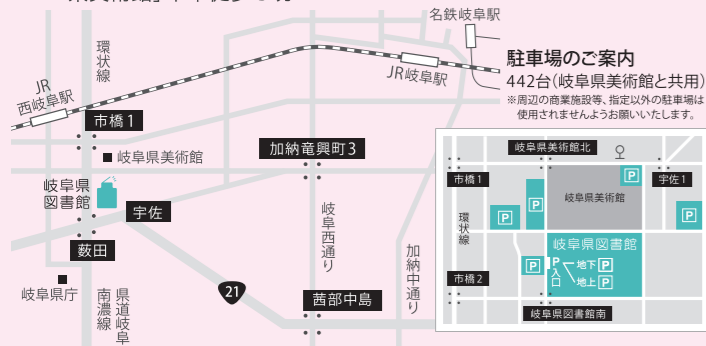 名鉄岐阜駅
環状線
JR
西岐阜駅
JR岐阜駅
市橋1
岐阜県美術館
加納竜興町3
岐阜県
図書館
宇佐
薮田
岐阜県庁
県道岐阜
南濃線
21
岐阜西通り
加納中通り
茜部中島
駐車場のご案内
442台(岐阜県美術館と共用)
※周辺の商業施設等、指定以外の駐車場は
使用されませんようお願いいたします。
岐阜県美術館北
市橋1
宇佐1
P
岐阜県美術館
P
P
P
環状線
岐阜県図書館
P
P入口
地下P
地上P
市橋2
岐阜県図書館南